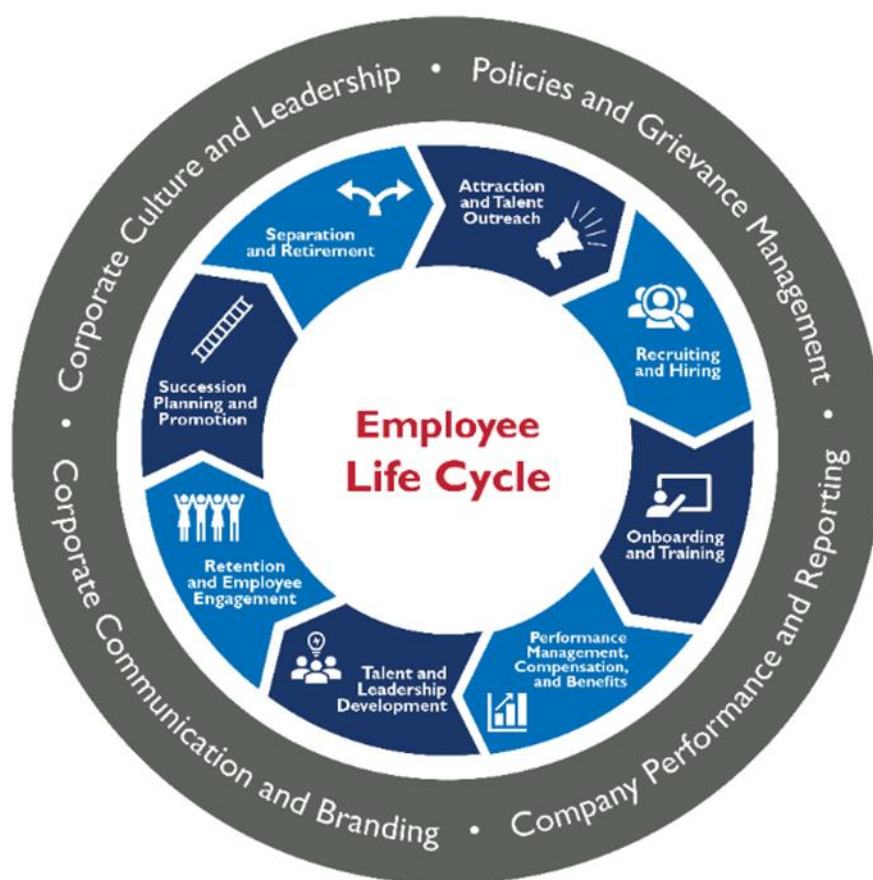 Corporate Culture and Leadership • Policies and Grievance Management • Company Performance and Reporting • Corporate Communication and Branding •
Attraction
and Talent
Outreach
Recruiting
and Hiring
Onboarding
and Training
Performance
Management,
Compensation,
and Benefits
Talent and
Leadership
Development
Retention
and Employee
Engagement
Succession
Planning and
Promotion
Separation
and Retirement
Employee
Life Cycle